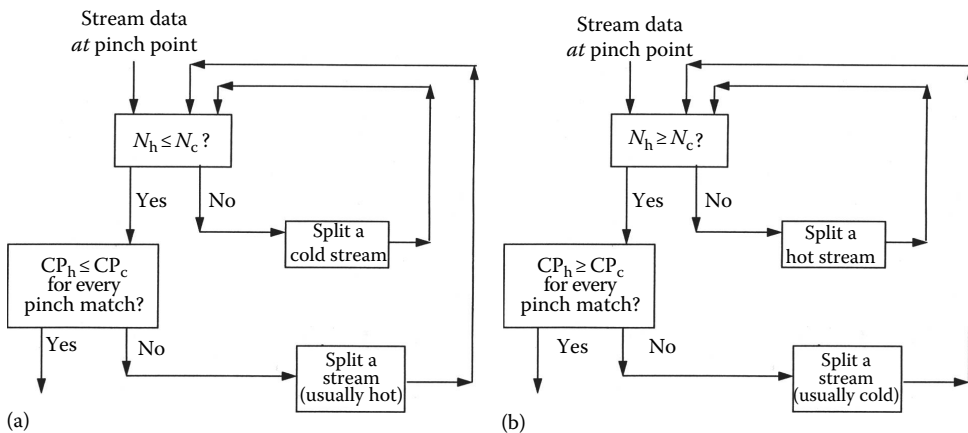 Stream data
at pinch point
N_h ≤ N_c ?
Yes
No
Split a
cold stream
CP_h ≤ CP_c
for every
pinch match?
Yes
No
Split a
stream
(usually hot)
(a)
Stream data
at pinch point
N_h ≥ N_c ?
Yes
No
Split a
hot stream
CP_h ≥ CP_c
for every
pinch match?
Yes
No
Split a
stream
(usually cold)
(b)